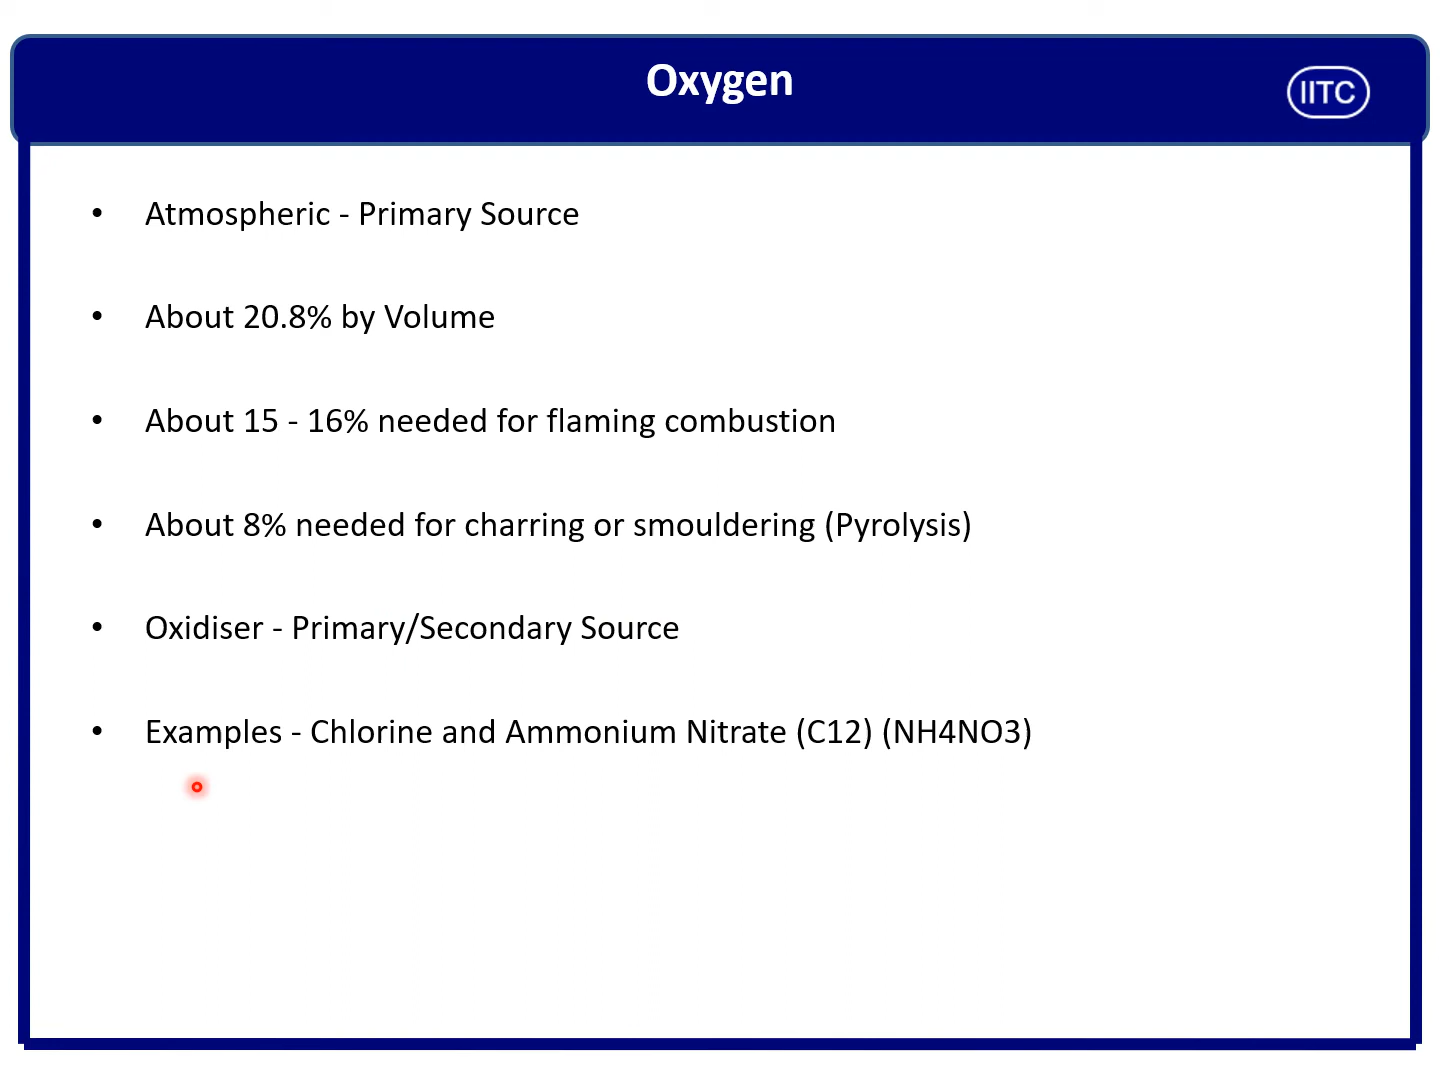 Oxygen
IITC
• Atmospheric - Primary Source
• About 20.8% by Volume
• About 15 - 16% needed for flaming combustion
• About 8% needed for charring or smouldering (Pyrolysis)
• Oxidiser - Primary/Secondary Source
• Examples - Chlorine and Ammonium Nitrate (C12) (NH4NO3)